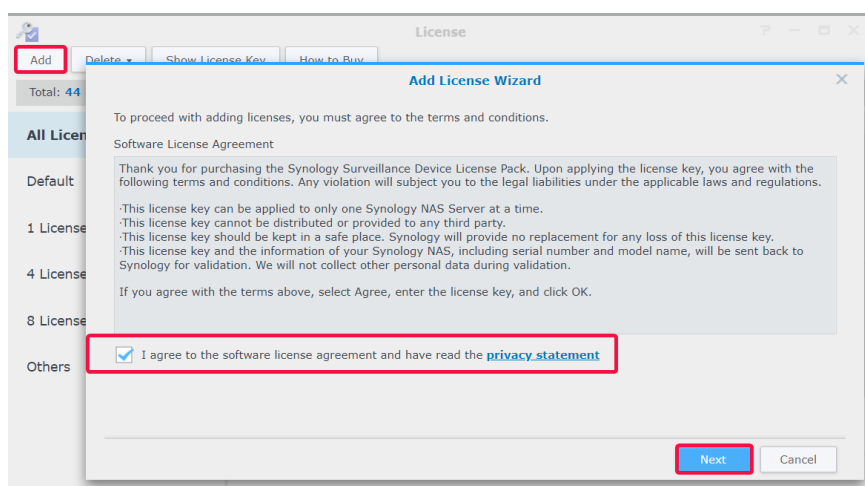 License
Add Delete Show License Key How to Buy
Total: 44
Add License Wizard
To proceed with adding licenses, you must agree to the terms and conditions.
Software License Agreement
Thank you for purchasing the Synology Surveillance Device License Pack. Upon applying the license key, you agree with the
following terms and conditions. Any violation will subject you to the legal liabilities under the applicable laws and regulations.
·This license key can be applied to only one Synology NAS Server at a time.
·This license key cannot be distributed or provided to any third party.
·This license key should be kept in a safe place. Synology will provide no replacement for any loss of this license key.
·This license key and the information of your Synology NAS, including serial number and model name, will be sent back to
Synology for validation. We will not collect other personal data during validation.
If you agree with the terms above, select Agree, enter the license key, and click OK.
I agree to the software license agreement and have read the privacy statement
Next Cancel
All Licen
Default
1 License
4 License
8 License
Others